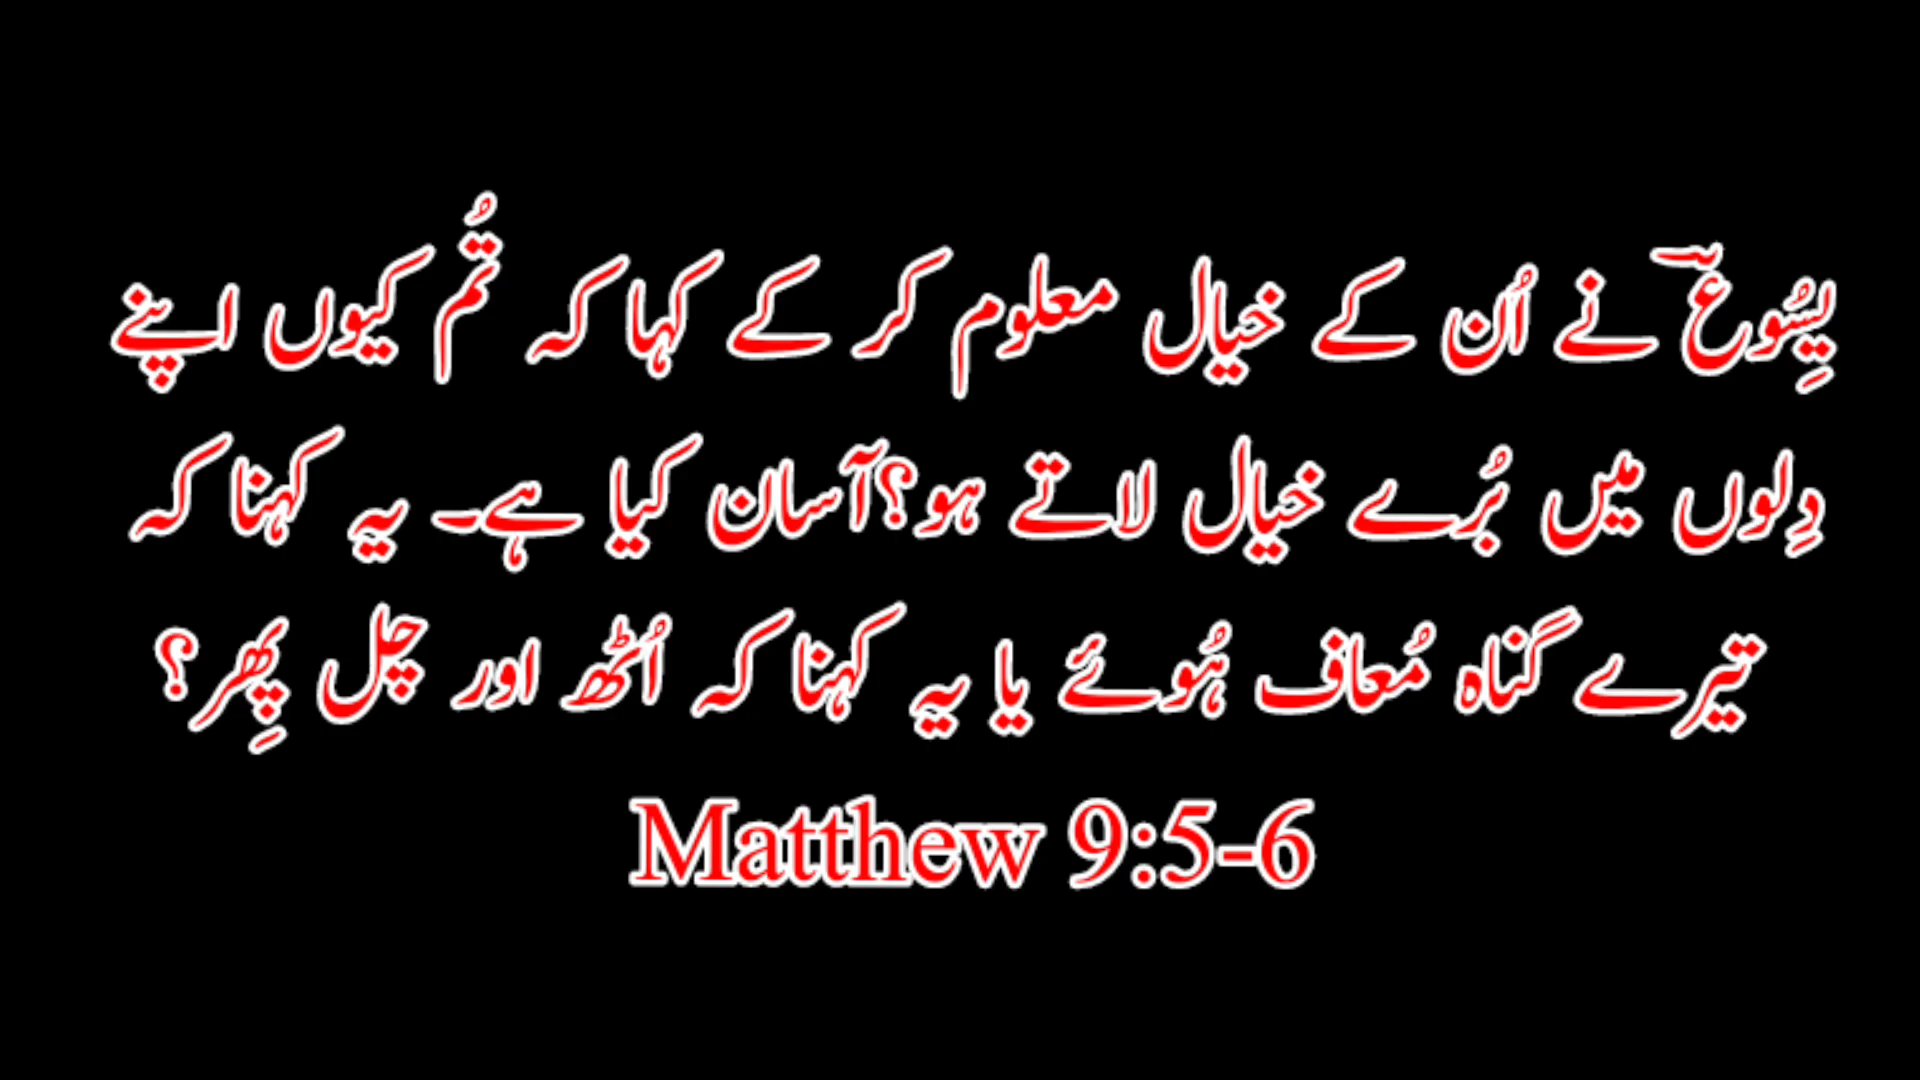 یِسُوعؔ نے اُن کے خیال معلوم کر کے کہا کہ تُم کیوں اپنے
دِلوں میں بُرے خیال لاتے ہو؟آسان کیا ہے۔ یہ کہنا کہ
تیرے گناہ مُعاف ہُوئے یا یہ کہنا کہ اُٹھ اور چل پِھر؟
Matthew 9:5-6